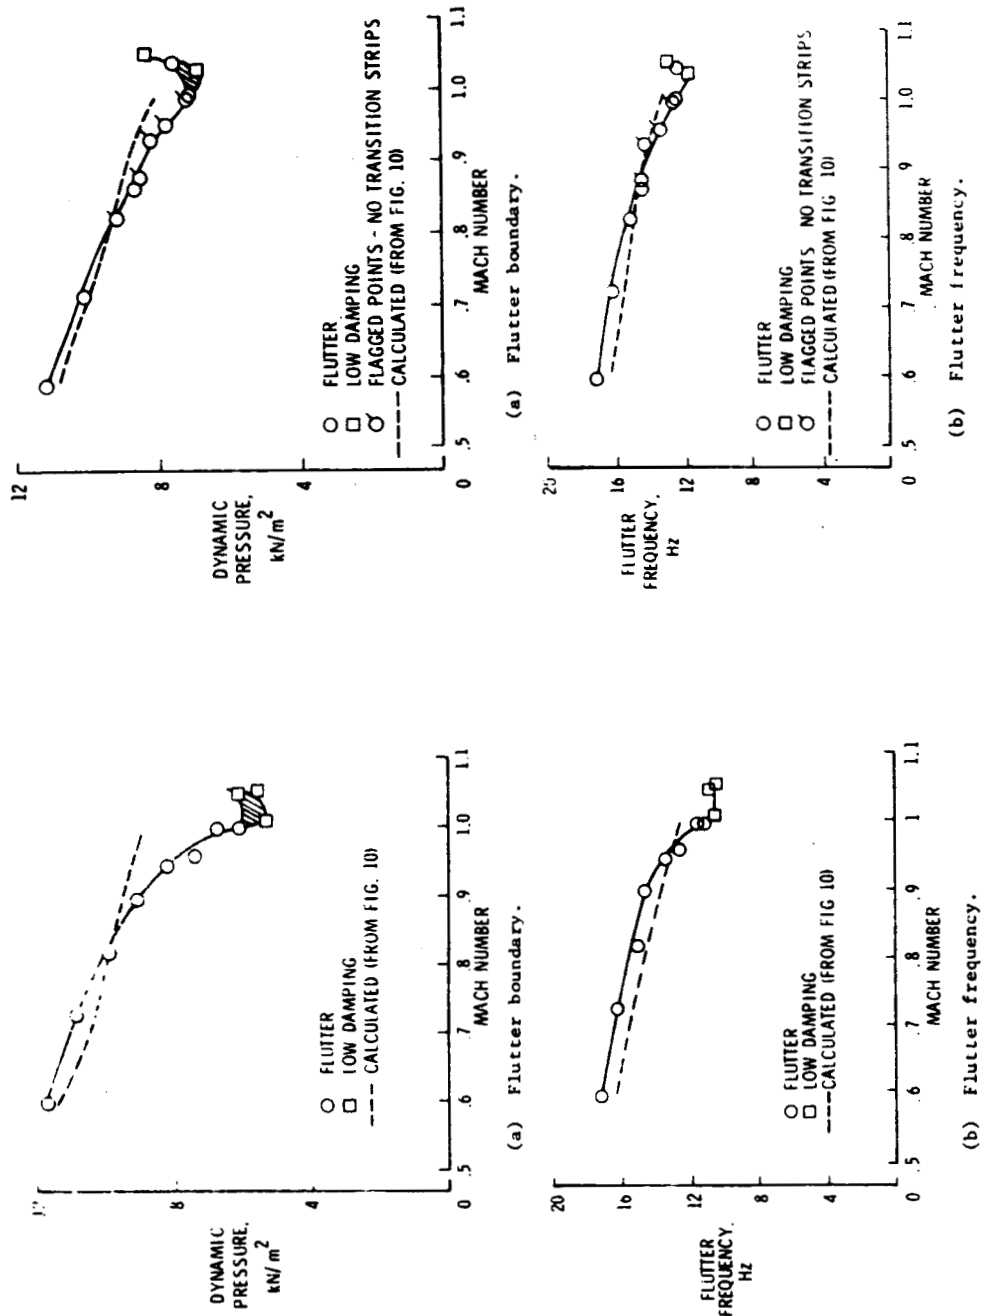 DYNAMIC
PRESSURE,
kN/m²
8
4
0
○ FLUTTER
□ LOW DAMPING
--- CALCULATED (FROM FIG. 10)
.5 .6 .7 .8 .9 1.0 1.1
MACH NUMBER
(a) Flutter boundary.
FLUTTER
FREQUENCY,
Hz
20
16
12
8
4
0
○ FLUTTER
□ LOW DAMPING
---- CALCULATED (FROM FIG 10)
.5 .6 .7 .8 .9 1.0 1.1
MACH NUMBER
(b) Flutter frequency.
DYNAMIC
PRESSURE,
kN/m²
12
8
4
0
○ FLUTTER
□ LOW DAMPING
FLAGGED POINTS - NO TRANSITION STRIPS
---- CALCULATED (FROM FIG. 10)
.5 .6 .7 .8 .9 1.0 1.1
MACH NUMBER
(a) Flutter boundary.
FLUTTER
FREQUENCY,
Hz
20
16
12
8
4
0
○ FLUTTER
□ LOW DAMPING
FLAGGED POINTS NO TRANSITION STRIPS
---- CALCULATED (FROM FIG 10)
.5 .6 .7 .8 9 1.0 1.1
MACH NUMBER
(b) Flutter frequency.